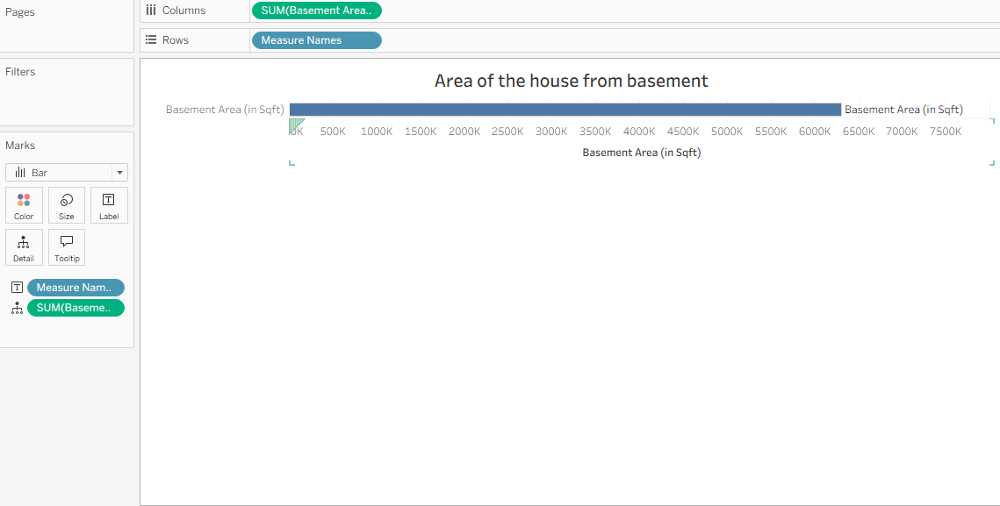 Pages
Columns
SUM(Basement Area..
Rows
Measure Names
Filters
Marks
Bar
Color
Size
Label
Detail
Tooltip
Measure Nam..
SUM(Baseme..
Area of the house from basement
Basement Area (in Sqft)
Basement Area (in Sqft)
0K 500K 1000K 1500K 2000K 2500K 3000K 3500K 4000K 4500K 5000K 5500K 6000K 6500K 7000K 7500K
Basement Area (in Sqft)